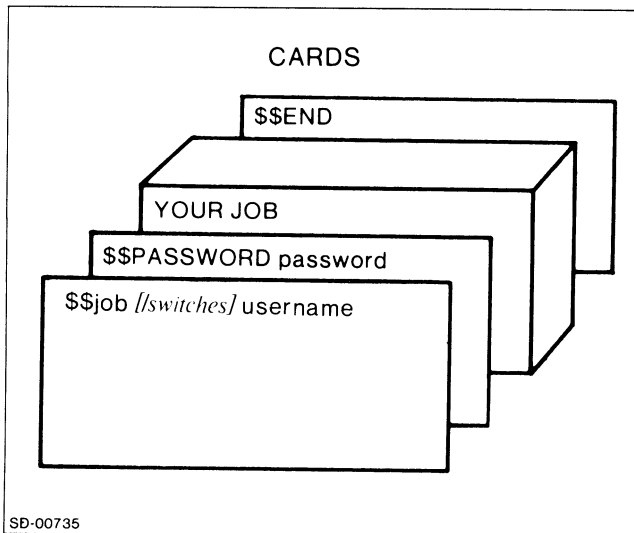 CARDS
$$END
YOUR JOB
$$PASSWORD password
$$job [/switches] username
SD-00735